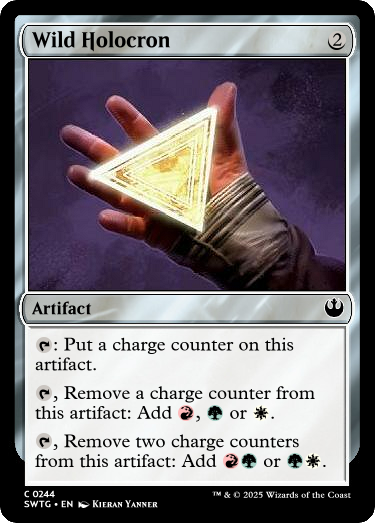 Wild Holocron 2
Artifact
: Put a charge counter on this
artifact.
, Remove a charge counter from
this artifact: Add , or .
, Remove two charge counters
from this artifact: Add or .
C 0244
SWTG • EN Kieran Yanner
™ & © 2025 Wizards of the Coast